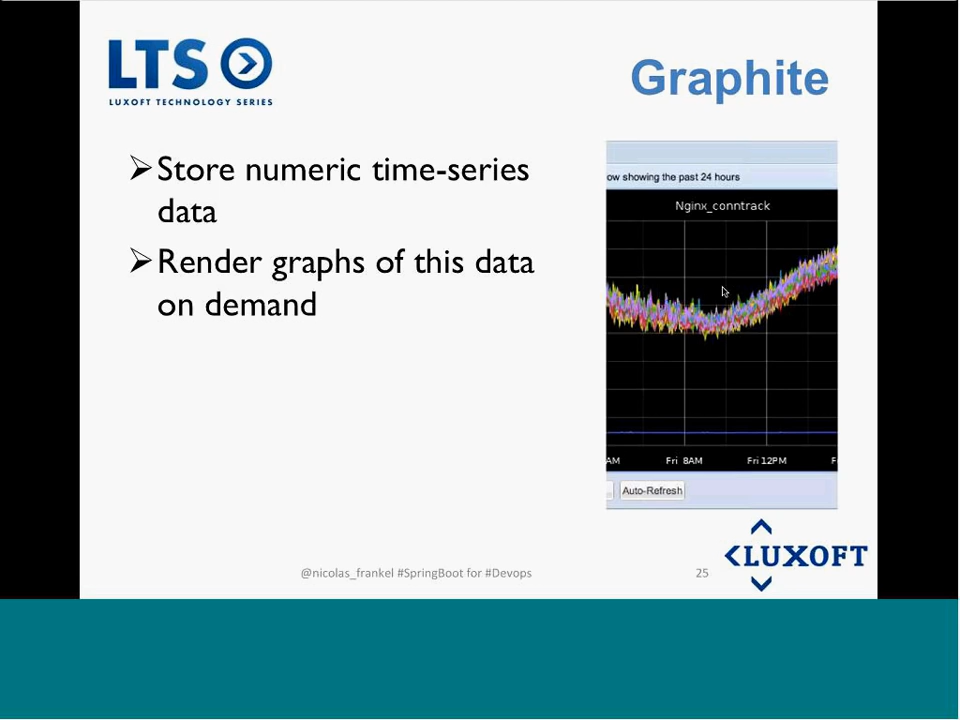 LTS
LUXOFT TECHNOLOGY SERIES
Graphite
Store numeric time-series
data
Render graphs of this data
on demand
ow showing the past 24 hours
Nginx_conntrack
AM Fri 8AM Fri 12PM F
Auto-Refresh
@nicolas_frankel #SpringBoot for #Devops
25
LUXOFT